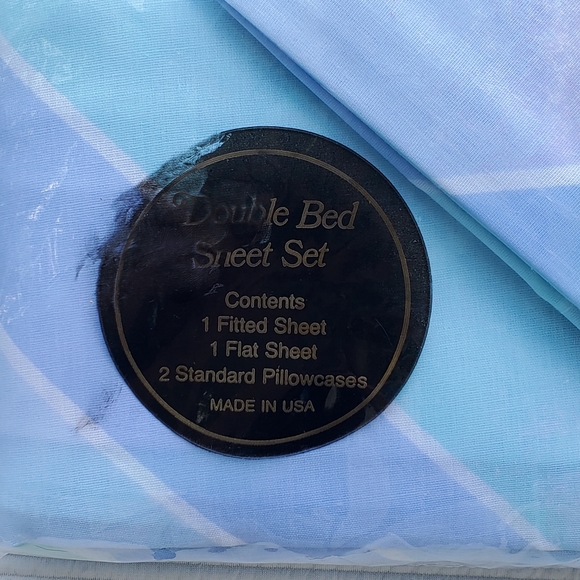 Double Bed
Sheet Set
Contents
1 Fitted Sheet
1 Flat Sheet
2 Standard Pillowcases
MADE IN USA